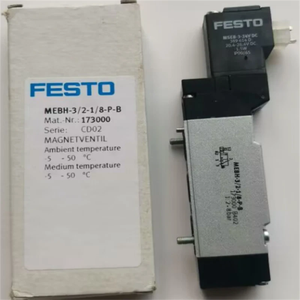 FESTO
MEBH-3/2-1/8-P-B
Mat.-Nr.: 173000
Serie: CD02
MAGNETVENTIL
Ambient temperature
-5 - 50 °C
Medium temperature
-5 - 50 °C
FESTO
MEBH-3/2-1/8-P-B
173000